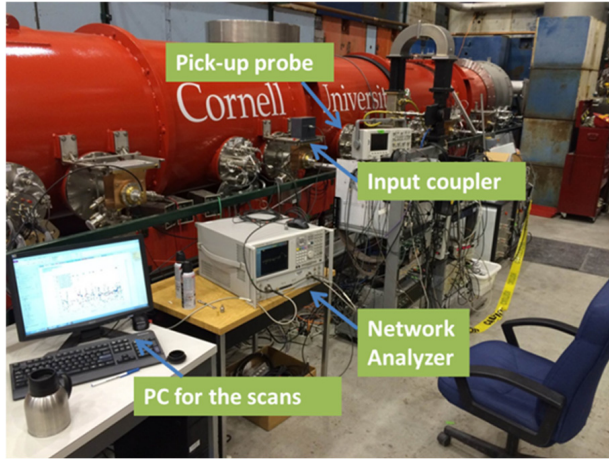 Pick-up probe
Cornell University
Input coupler
Network
Analyzer
PC for the scans